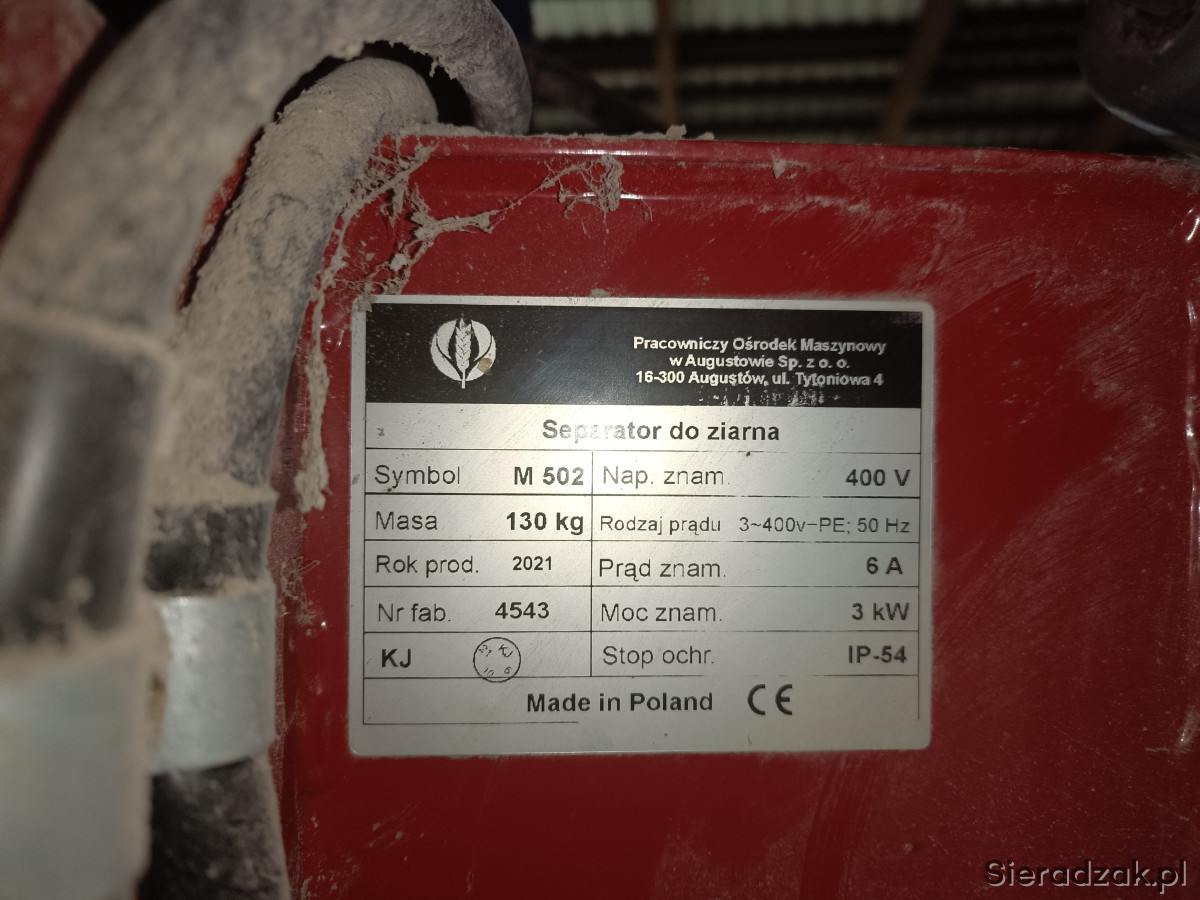 Pracowniczy Ośrodek Maszynowy
w Augustowie Sp. z o. o.
16-300 Augustów, ul. Tytoniowa 4
Separator do ziarna
Symbol M 502 Nap. znam. 400 V
Masa 130 kg Rodzaj prądu 3~400v-PE; 50 Hz
Rok prod. 2021 Prąd znam. 6 A
Nr fab. 4543 Moc znam. 3 kW
KJ KJ Stop ochr. IP-54
Made in Poland CE
Sieradzak.pl